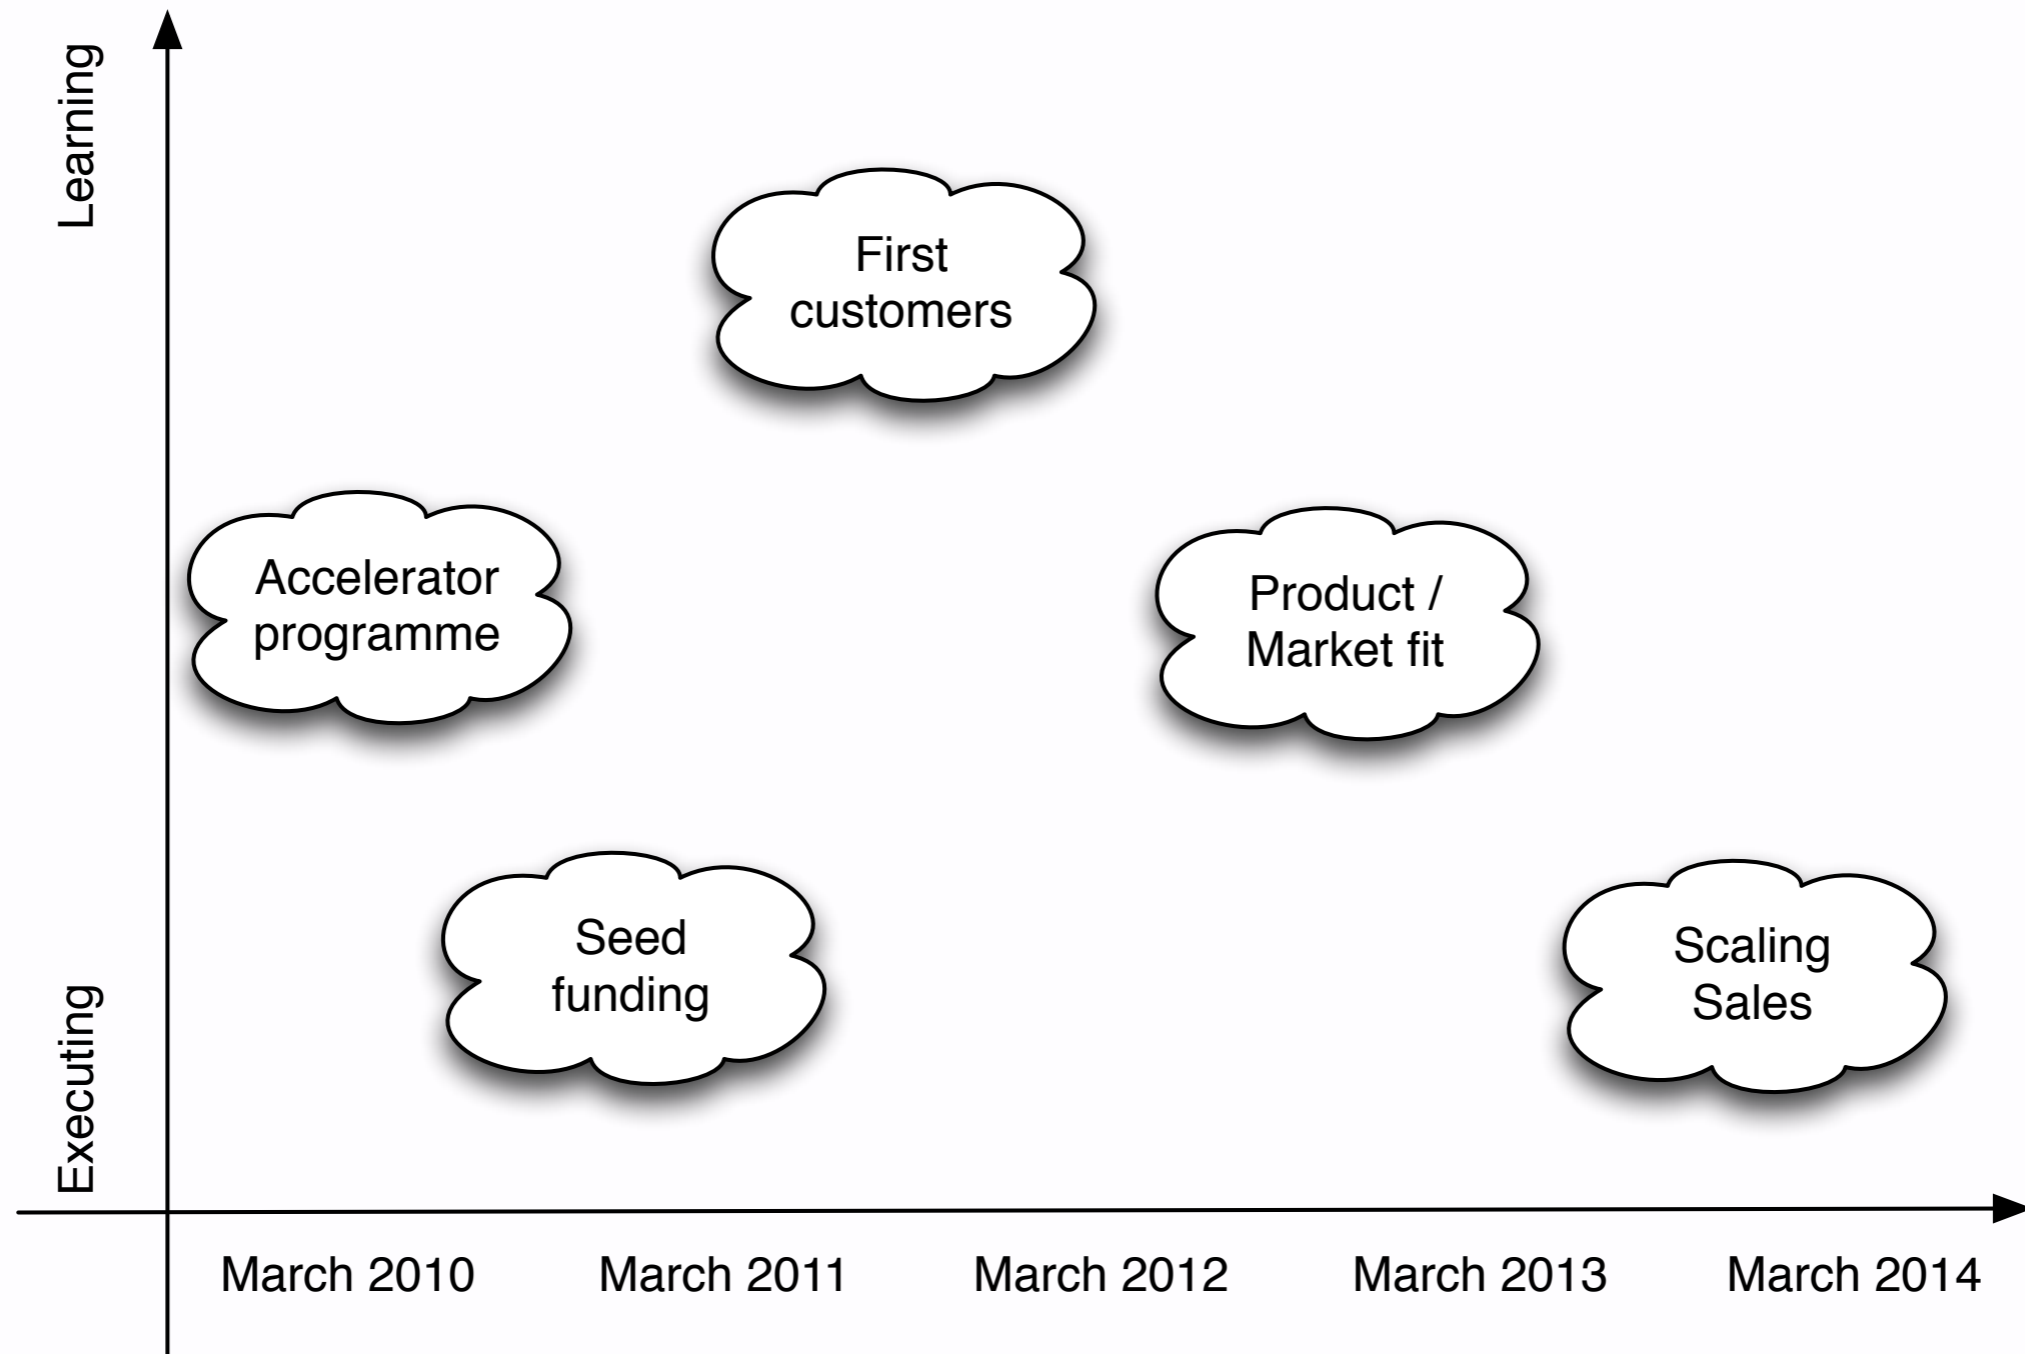 Learning
First
customers
Accelerator
programme
Product /
Market fit
Seed
funding
Scaling
Sales
Executing
March 2010
March 2011
March 2012
March 2013
March 2014